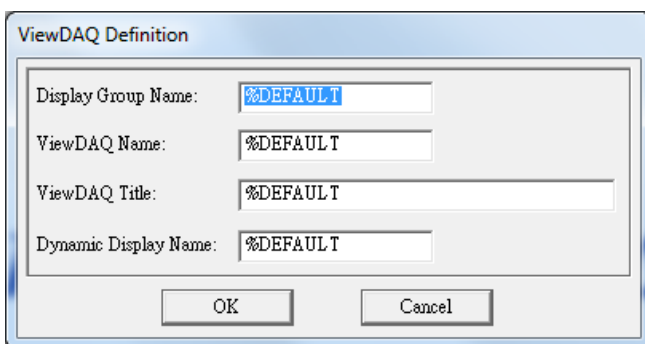 ViewDAQ Definition
Display Group Name: %DEFAULT
ViewDAQ Name: %DEFAULT
ViewDAQ Title: %DEFAULT
Dynamic Display Name: %DEFAULT
OK Cancel